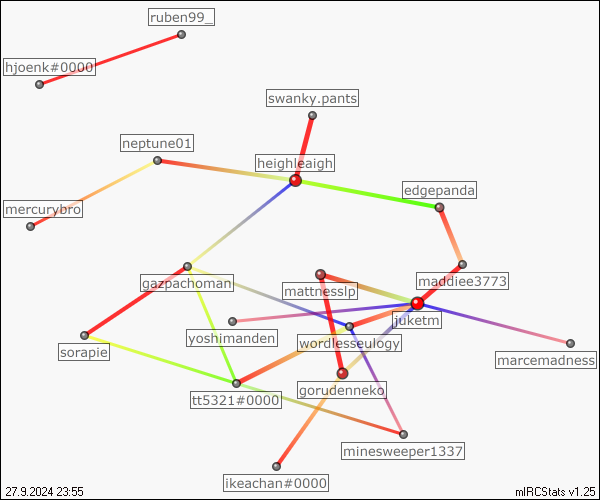 ruben99_
hjoenk#0000
swanky.pants
neptune01
heighleaigh
edgepanda
mercurybro
gazpachoman
mattnesslp
maddiee3773
juketm
yoshimanden
wordlesseulogy
sorapie
marcemadness
gorudenneko
tt5321#0000
minesweeper1337
ikeachan#0000
27.9.2024 23:55
mIRCStats v1.25